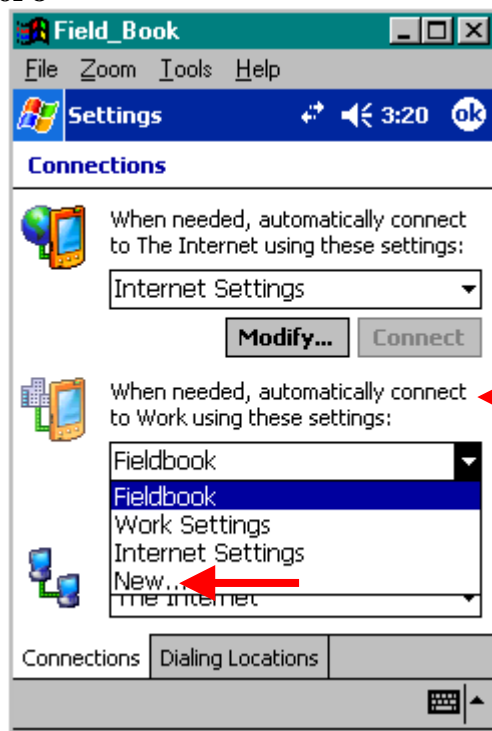 Field_Book
File Zoom Tools Help
Settings 3:20 ok
Connections
When needed, automatically connect
to The Internet using these settings:
Internet Settings
Modify... Connect
When needed, automatically connect
to Work using these settings:
Fieldbook
Fieldbook
Work Settings
Internet Settings
New...
The Internet
Connections Dialing Locations